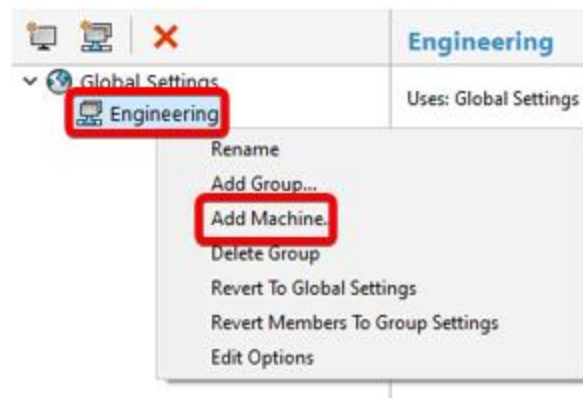 Engineering
Global Settings
Engineering
Uses: Global Settings
Rename
Add Group...
Add Machine..
Delete Group
Revert To Global Settings
Revert Members To Group Settings
Edit Options